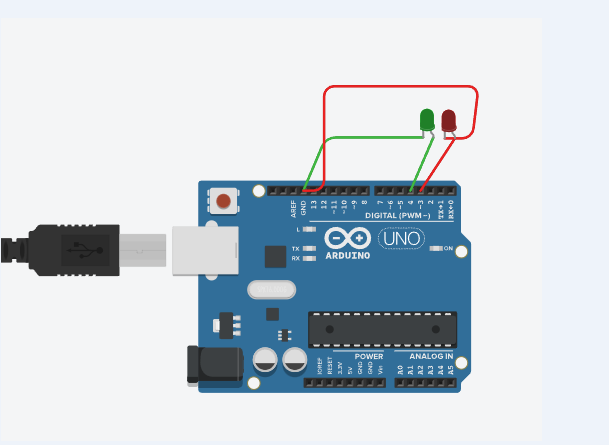 AREF
GND
13
12
~11
~10
~9
8
7
~6
~5
4
~3
2
TX→1
RX←0
DIGITAL (PWM~)
L
TX
RX
UNO
ARDUINO
ON
POWER
ANALOG IN
IOREF
RESET
3.3V
5V
GND
GND
Vin
A0
A1
A2
A3
A4
A5